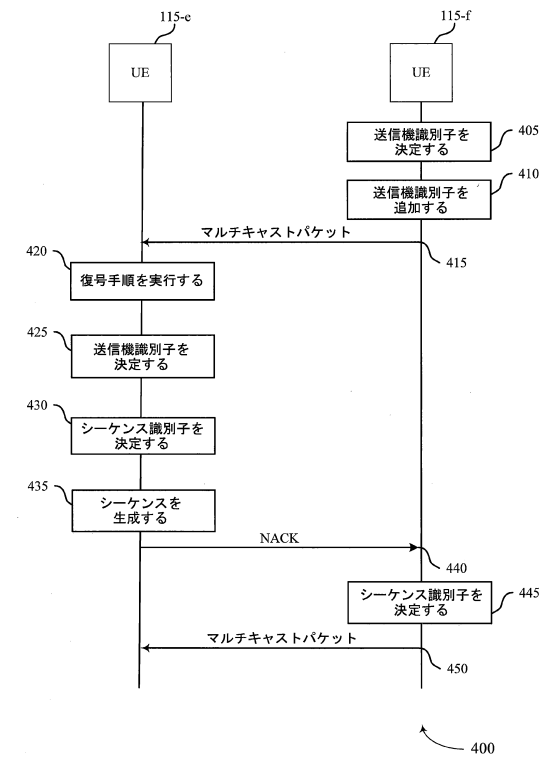 115-e
115-f
UE
UE
送信機識別子を
決定する
405
送信機識別子を
追加する
410
マルチキャストパケット
415
420
復号手順を実行する
425
送信機識別子を
決定する
430
シーケンス識別子を
決定する
435
シーケンスを
生成する
NACK
440
シーケンス識別子を
決定する
445
マルチキャストパケット
450
400